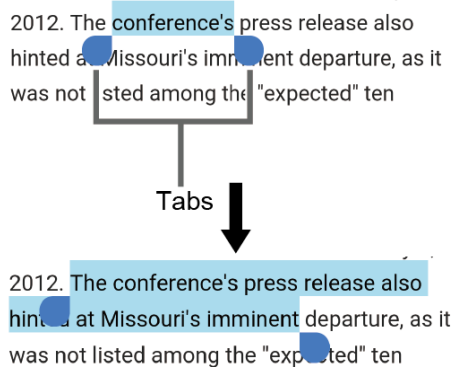 2012. The conference's press release also
hinted at Missouri's imminent departure, as it
was not listed among the "expected" ten
Tabs
2012. The conference's press release also
hinted at Missouri's imminent departure, as it
was not listed among the "expected" ten